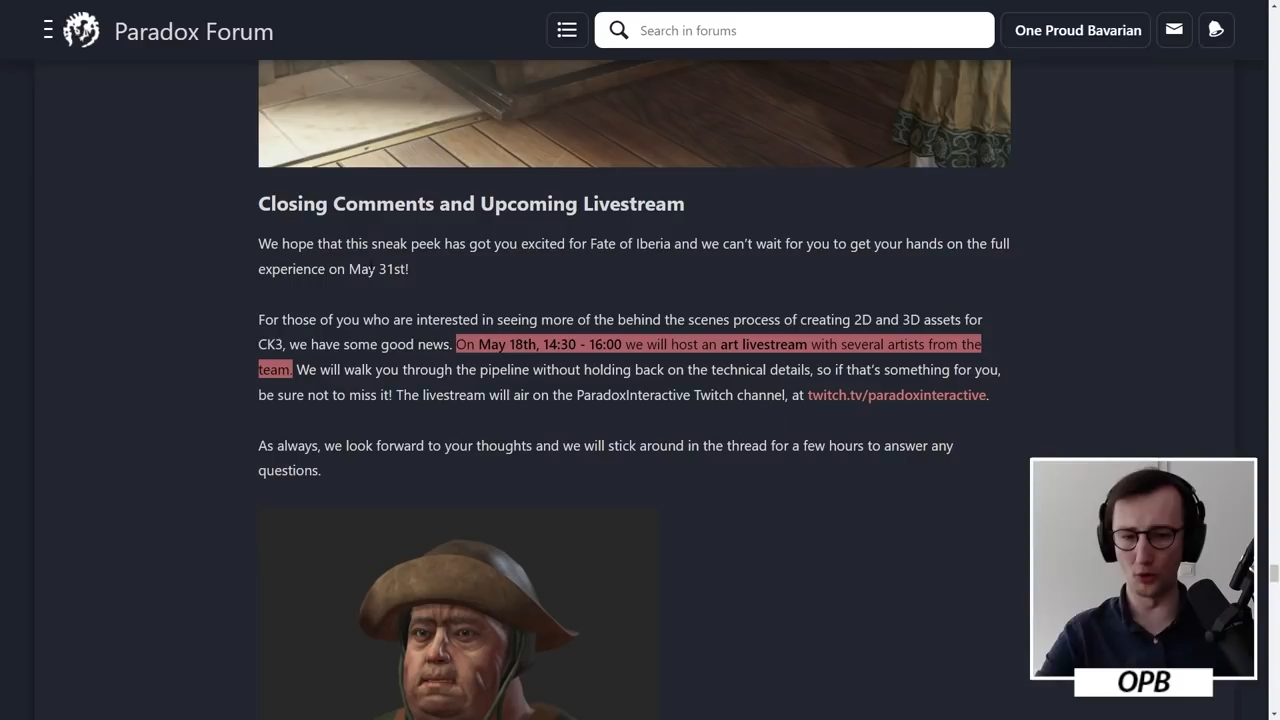 Paradox Forum
Search in forums
One Proud Bavarian
Closing Comments and Upcoming Livestream
We hope that this sneak peek has got you excited for Fate of Iberia and we can’t wait for you to get your hands on the full
experience on May 31st!
For those of you who are interested in seeing more of the behind the scenes process of creating 2D and 3D assets for
CK3, we have some good news. On May 18th, 14:30 - 16:00 we will host an art livestream with several artists from the
team. We will walk you through the pipeline without holding back on the technical details, so if that’s something for you,
be sure not to miss it! The livestream will air on the ParadoxInteractive Twitch channel, at twitch.tv/paradoxinteractive.
As always, we look forward to your thoughts and we will stick around in the thread for a few hours to answer any
questions.
OPB